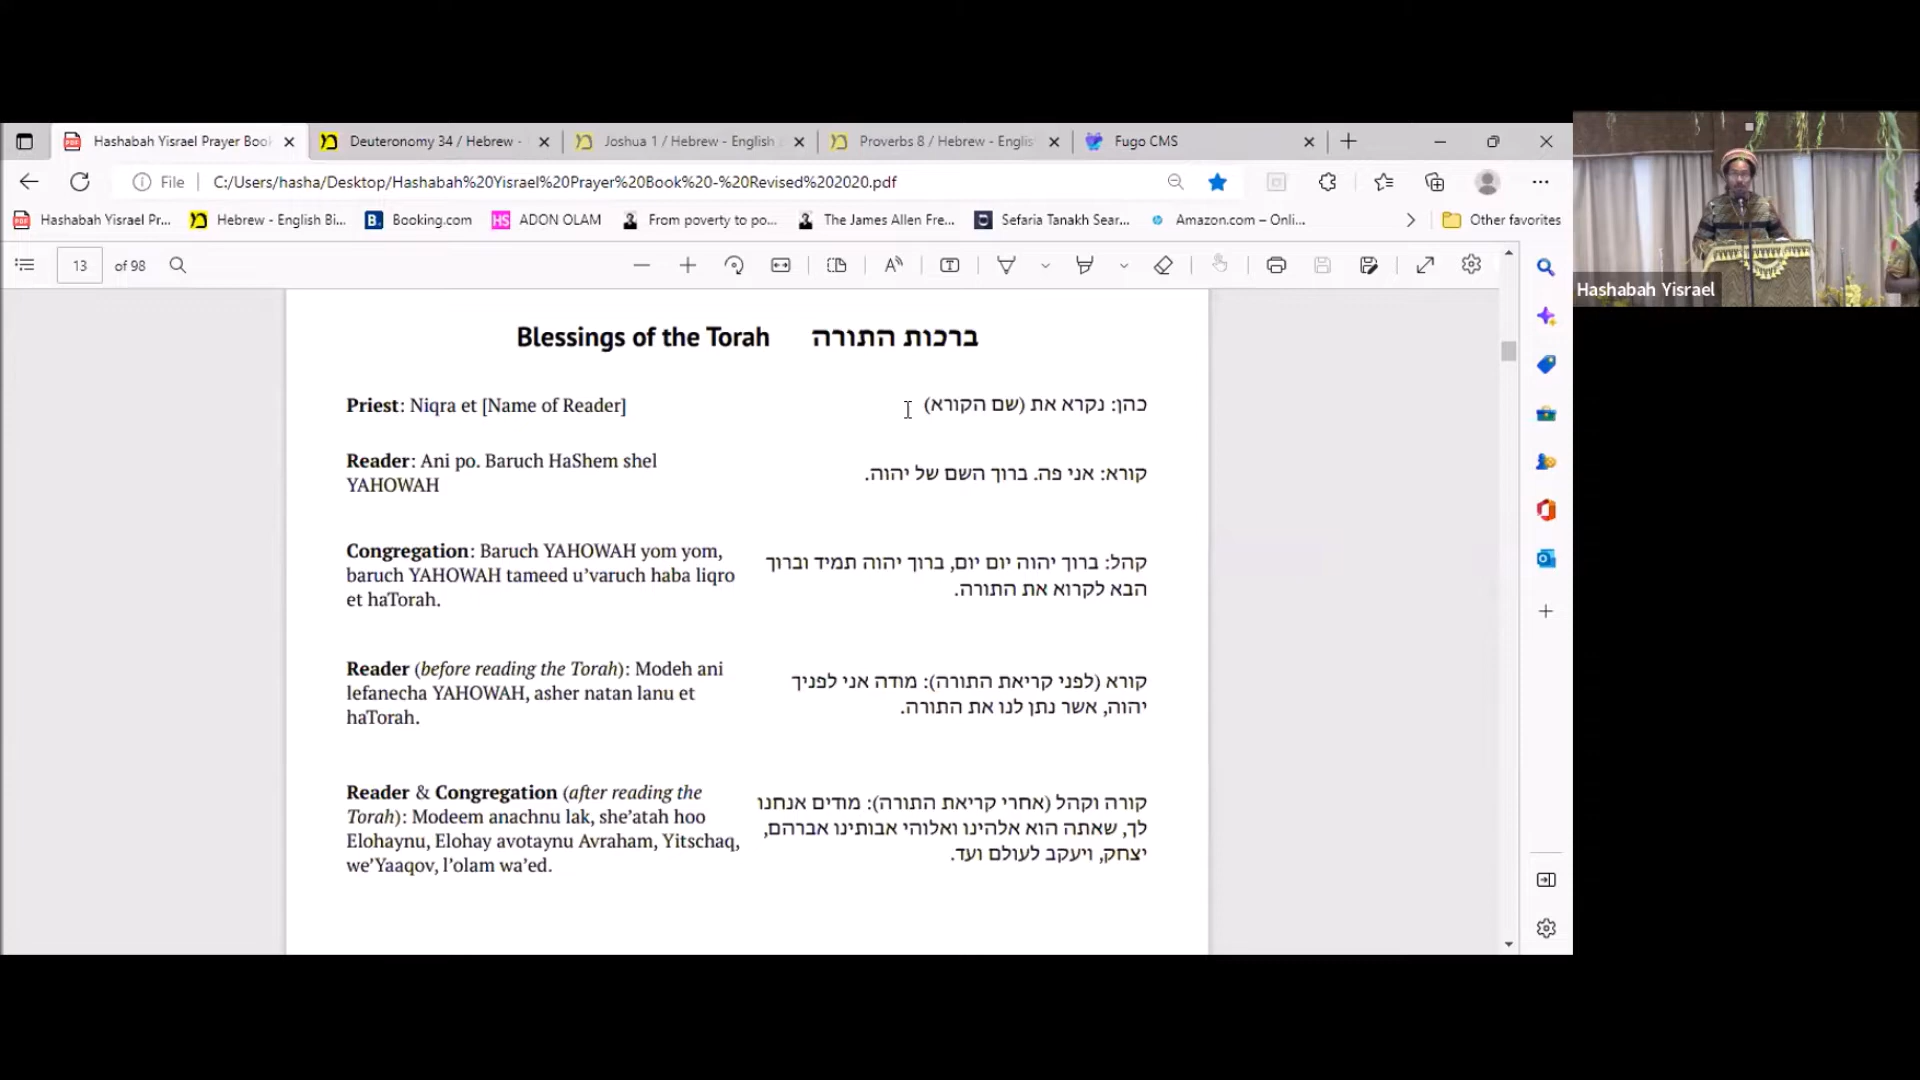 Hashabah Yisrael Prayer Boo
Deuteronomy 34 / Hebrew -
Joshua 1 / Hebrew - English
Proverbs 8 / Hebrew - Englis
Fugo CMS
File
C:/Users/hasha/Desktop/Hashabah%20Yisrael%20Prayer%20Book%20-%20Revised%202020.pdf
Hashabah Yisrael Pr...
Hebrew - English Bi...
Booking.com
ADON OLAM
From poverty to po...
The James Allen Fre...
Sefaria Tanakh Sear...
Amazon.com – Onli...
Other favorites
13 of 98
Hashabah Yisrael
Blessings of the Torah ברכות התורה
Priest: Niqra et [Name of Reader]
כהן: נקרא את (שם הקורא)
Reader: Ani po. Baruch HaShem shel
YAHOWAH
קורא: אני פה. ברוך השם של יהוה.
Congregation: Baruch YAHOWAH yom yom,
baruch YAHOWAH tameed u’varuch haba liqro
et haTorah.
קהל: ברוך יהוה יום יום, ברוך יהוה תמיד וברוך
הבא לקרוא את התורה.
Reader (before reading the Torah): Modeh ani
lefanecha YAHOWAH, asher natan lanu et
haTorah.
קורא (לפני קריאת התורה): מודה אני לפניך
יהוה, אשר נתן לנו את התורה.
Reader & Congregation (after reading the
Torah): Modeem anachnu lak, she’atah hoo
Elohaynu, Elohay avotaynu Avraham, Yitschaq,
we’Yaaqov, l’olam wa’ed.
קורה וקהל (אחרי קריאת התורה): מודים אנחנו
לך, שאתה הוא אלהינו ואלוהי אבותינו אברהם,
יצחק, ויעקב לעולם ועד.